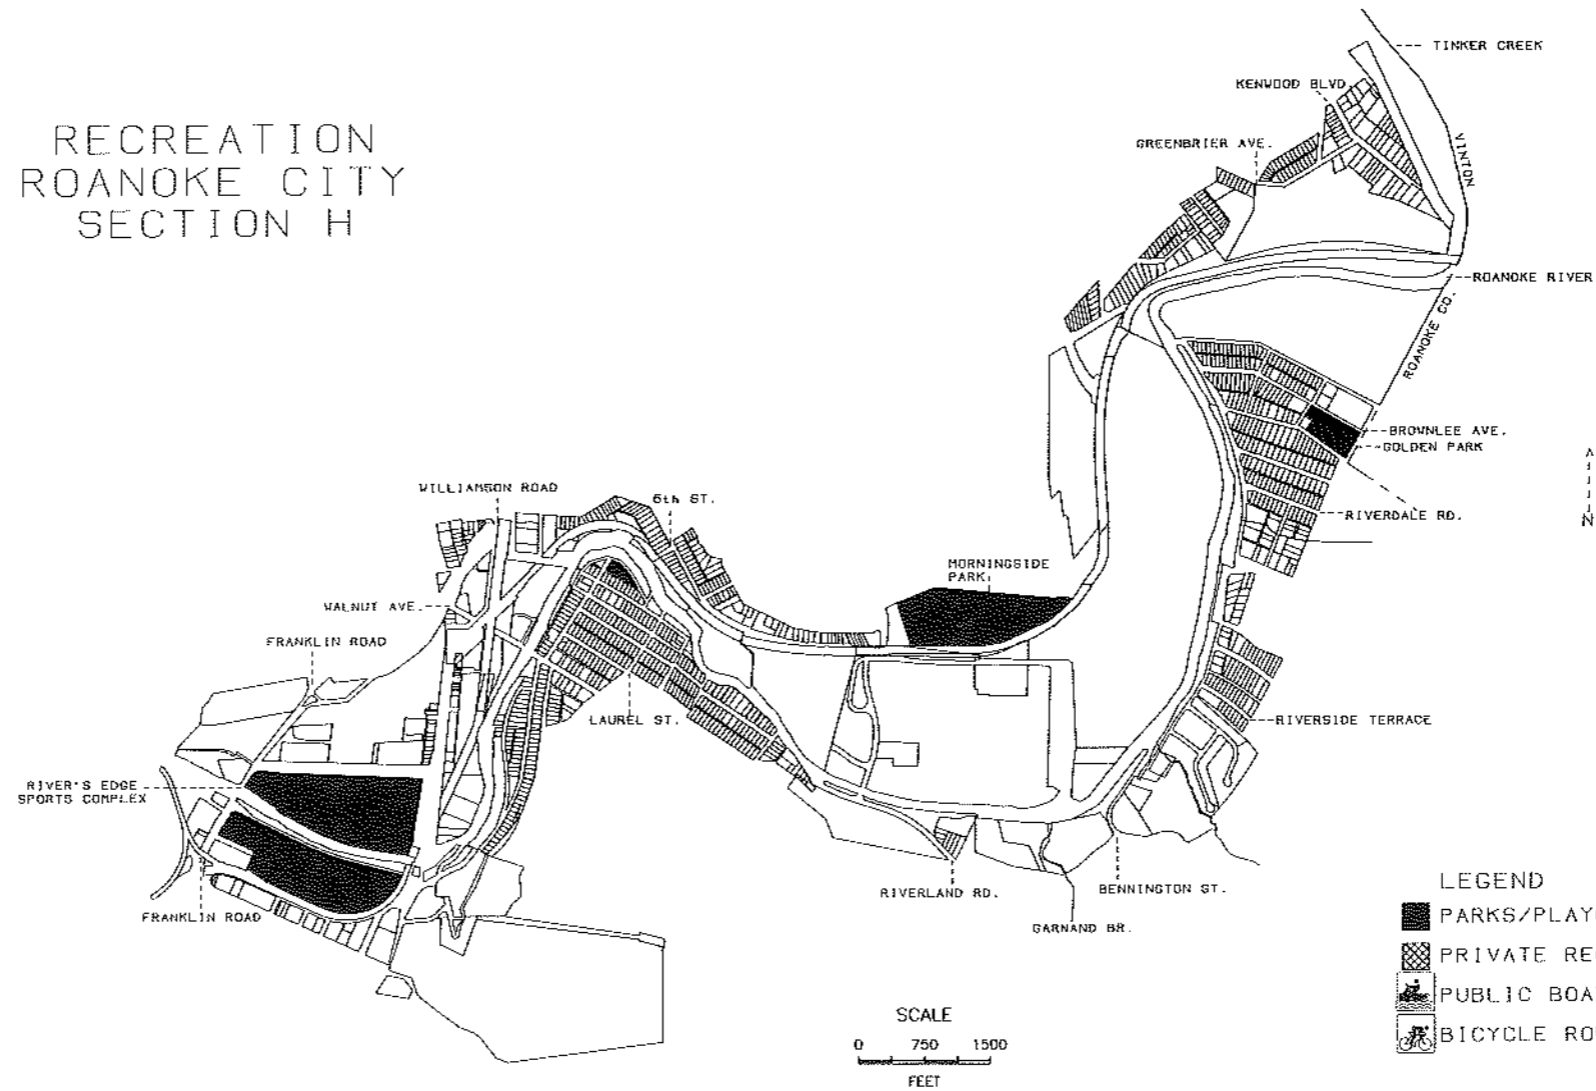 RECREATION
ROANOKE CITY
SECTION H
TINKER CREEK
KENWOOD BLVD.
GREENBRIER AVE.
VINTON
ROANOKE RIVER
ROANOKE CO.
BROWNLEE AVE.
GOLDEN PARK
N
RIVERDALE RD.
WILLIAMSON ROAD
6th ST.
MORNINGSIDE
PARK
WALNUT AVE.
FRANKLIN ROAD
LAUREL ST.
RIVERSIDE TERRACE
RIVER'S EDGE
SPORTS COMPLEX
FRANKLIN ROAD
RIVERLAND RD.
BENNINGTON ST.
GARNAND BR.
LEGEND
PARKS/PLAY
PRIVATE RE
PUBLIC BOA
BICYCLE RO
SCALE
0 750 1500
FEET